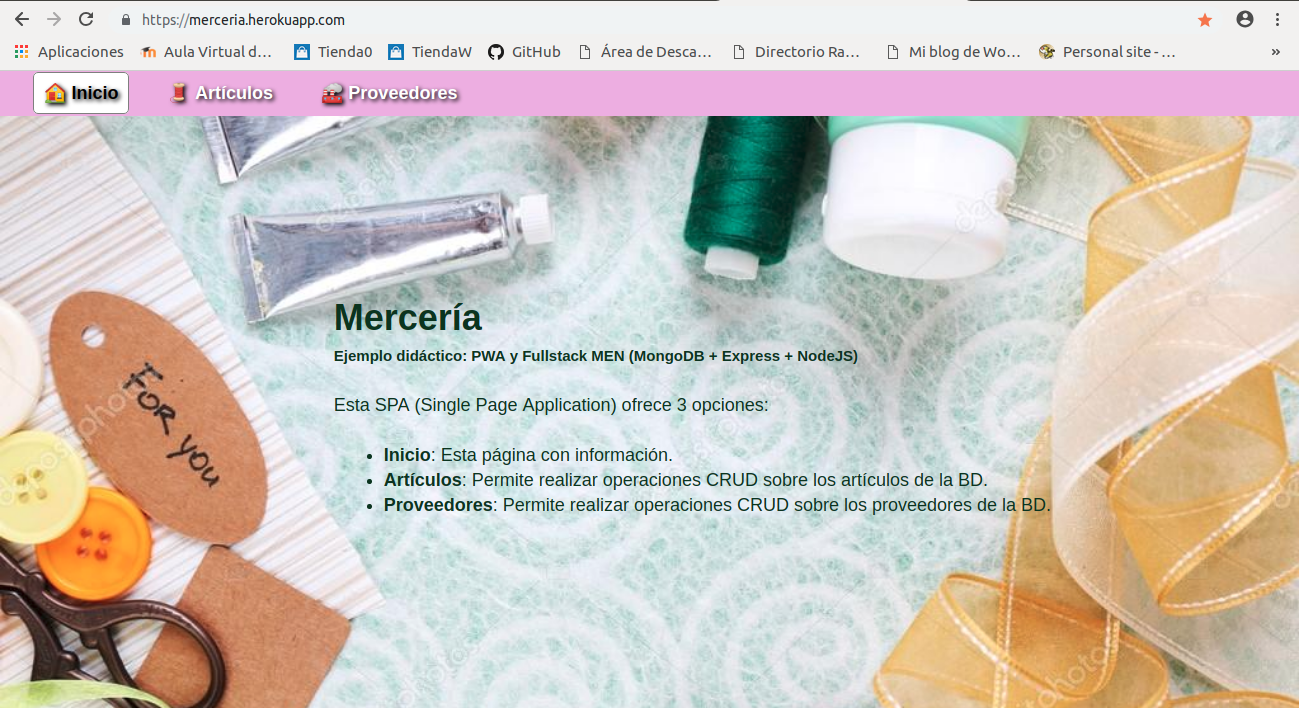 https://merceria.herokuapp.com
Aplicaciones Aula Virtual d... Tienda0 TiendaW GitHub Área de Desca... Directorio Ra... Mi blog de Wo... Personal site - ... »
Inicio Artículos Proveedores
Mercería
Ejemplo didáctico: PWA y Fullstack MEN (MongoDB + Express + NodeJS)
Esta SPA (Single Page Application) ofrece 3 opciones:
• Inicio: Esta página con información.
• Artículos: Permite realizar operaciones CRUD sobre los artículos de la BD.
• Proveedores: Permite realizar operaciones CRUD sobre los proveedores de la BD.
FOR
you
depositphotos